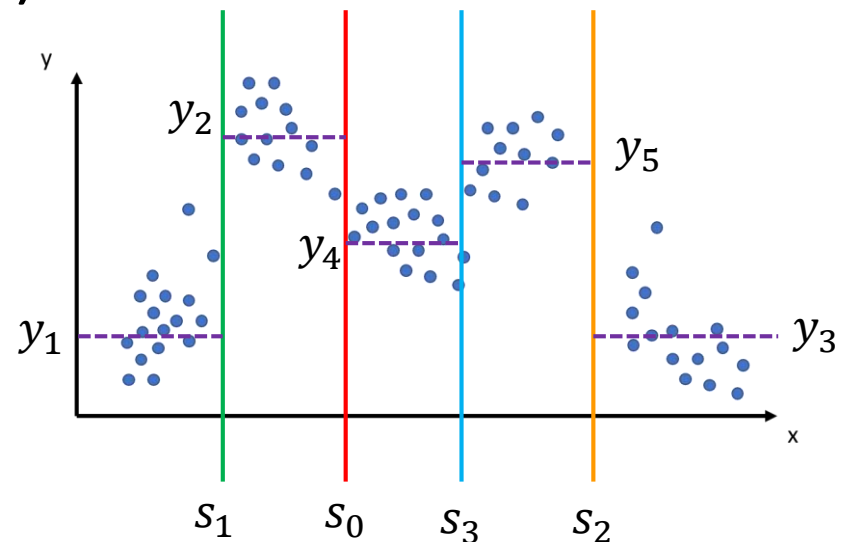 y
y₂
y₅
y₄
y₁
y₃
x
s₁ s₀ s₃ s₂